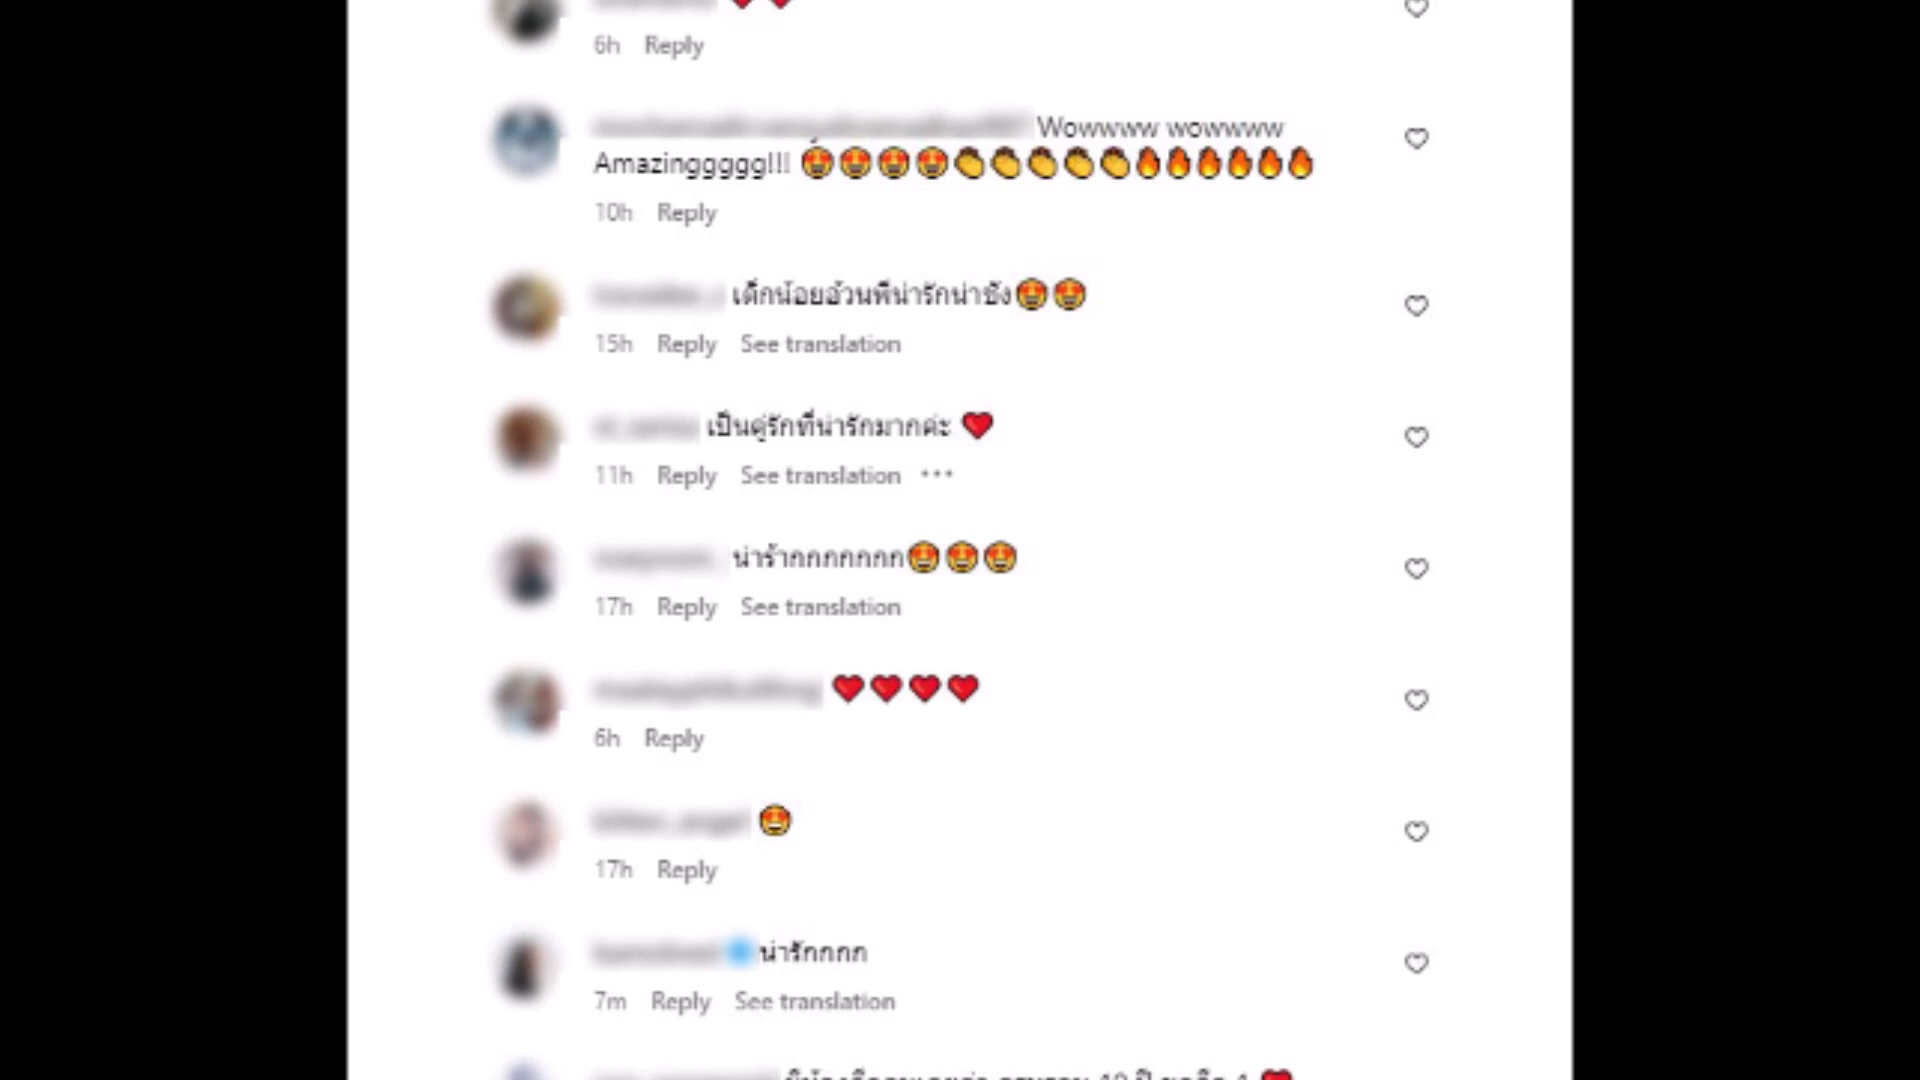 ❤❤
6h Reply
Wowwww wowwww
Amazinggggg!!! 😍😍😍😍👏👏👏👏👏🔥🔥🔥🔥🔥🔥
10h Reply
เด็กน้อยอ้วนพีน่ารักน่าชัง😍😍
15h Reply See translation
เป็นคู่รักที่น่ารักมากค่ะ ❤
11h Reply See translation •••
น่าร้ากกกกกกก😍😍😍
17h Reply See translation
❤❤❤❤
6h Reply
😍
17h Reply
น่ารักกกก
7m Reply See translation